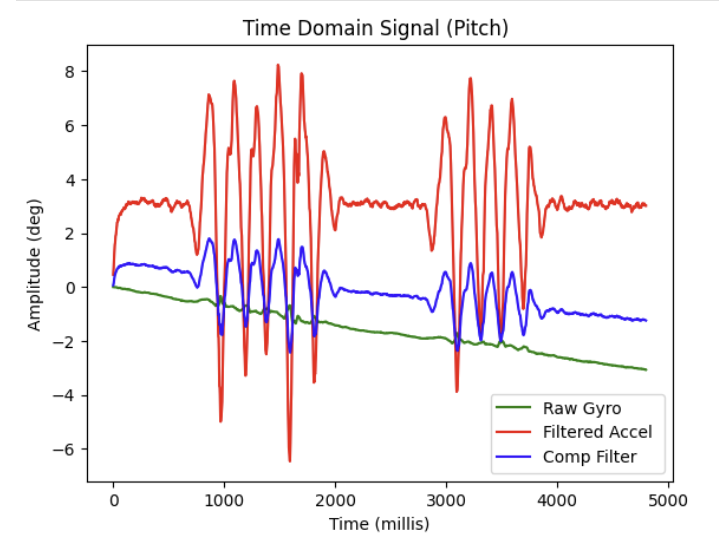 Time Domain Signal (Pitch)
Amplitude (deg)
8
6
4
2
0
−2
−4
−6
0 1000 2000 3000 4000 5000
Time (millis)
Raw Gyro
Filtered Accel
Comp Filter